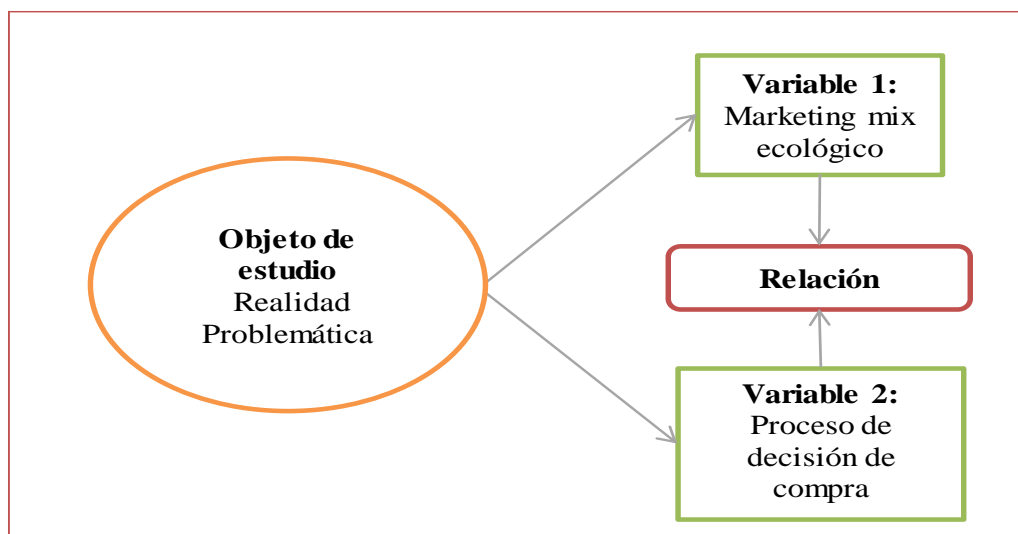 Objeto de
estudio
Realidad
Problemática
Variable 1:
Marketing mix
ecológico
Relación
Variable 2:
Proceso de
decisión de
compra